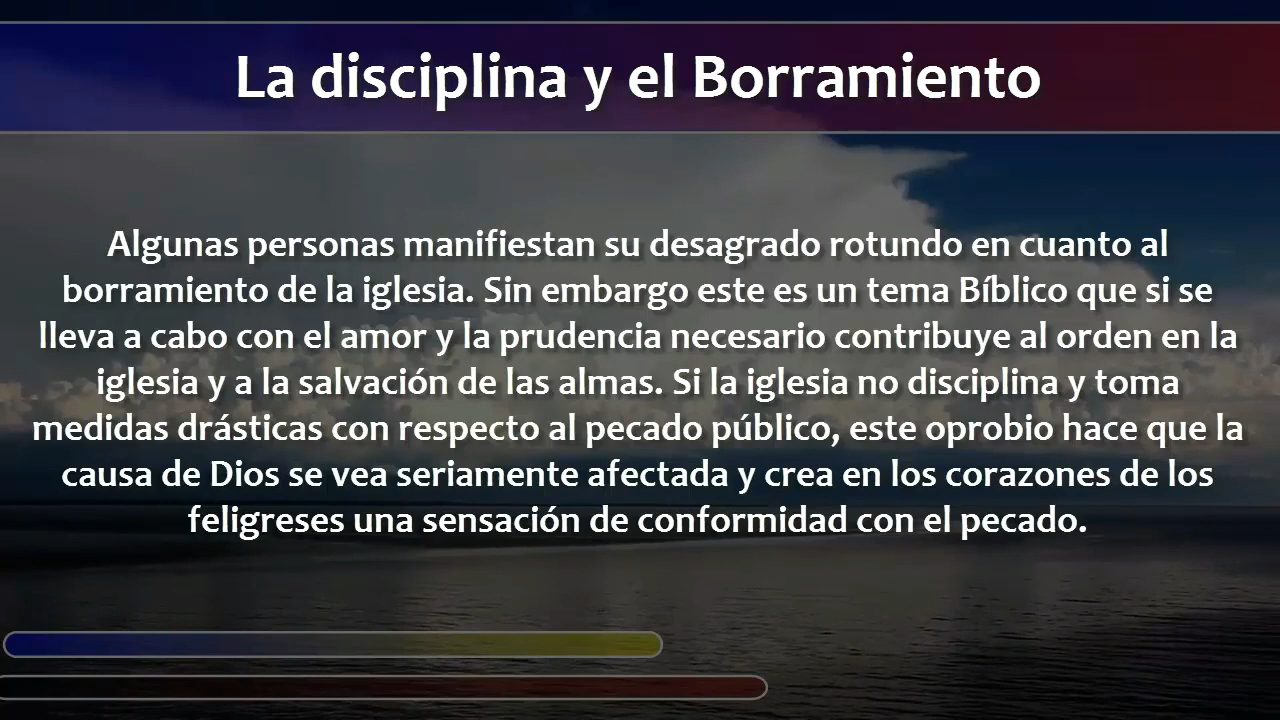 La disciplina y el Borramiento
Algunas personas manifiestan su desagrado rotundo en cuanto al
borramiento de la iglesia. Sin embargo este es un tema Bíblico que si se
lleva a cabo con el amor y la prudencia necesario contribuye al orden en la
iglesia y a la salvación de las almas. Si la iglesia no disciplina y toma
medidas drásticas con respecto al pecado público, este oprobio hace que la
causa de Dios se vea seriamente afectada y crea en los corazones de los
feligreses una sensación de conformidad con el pecado.